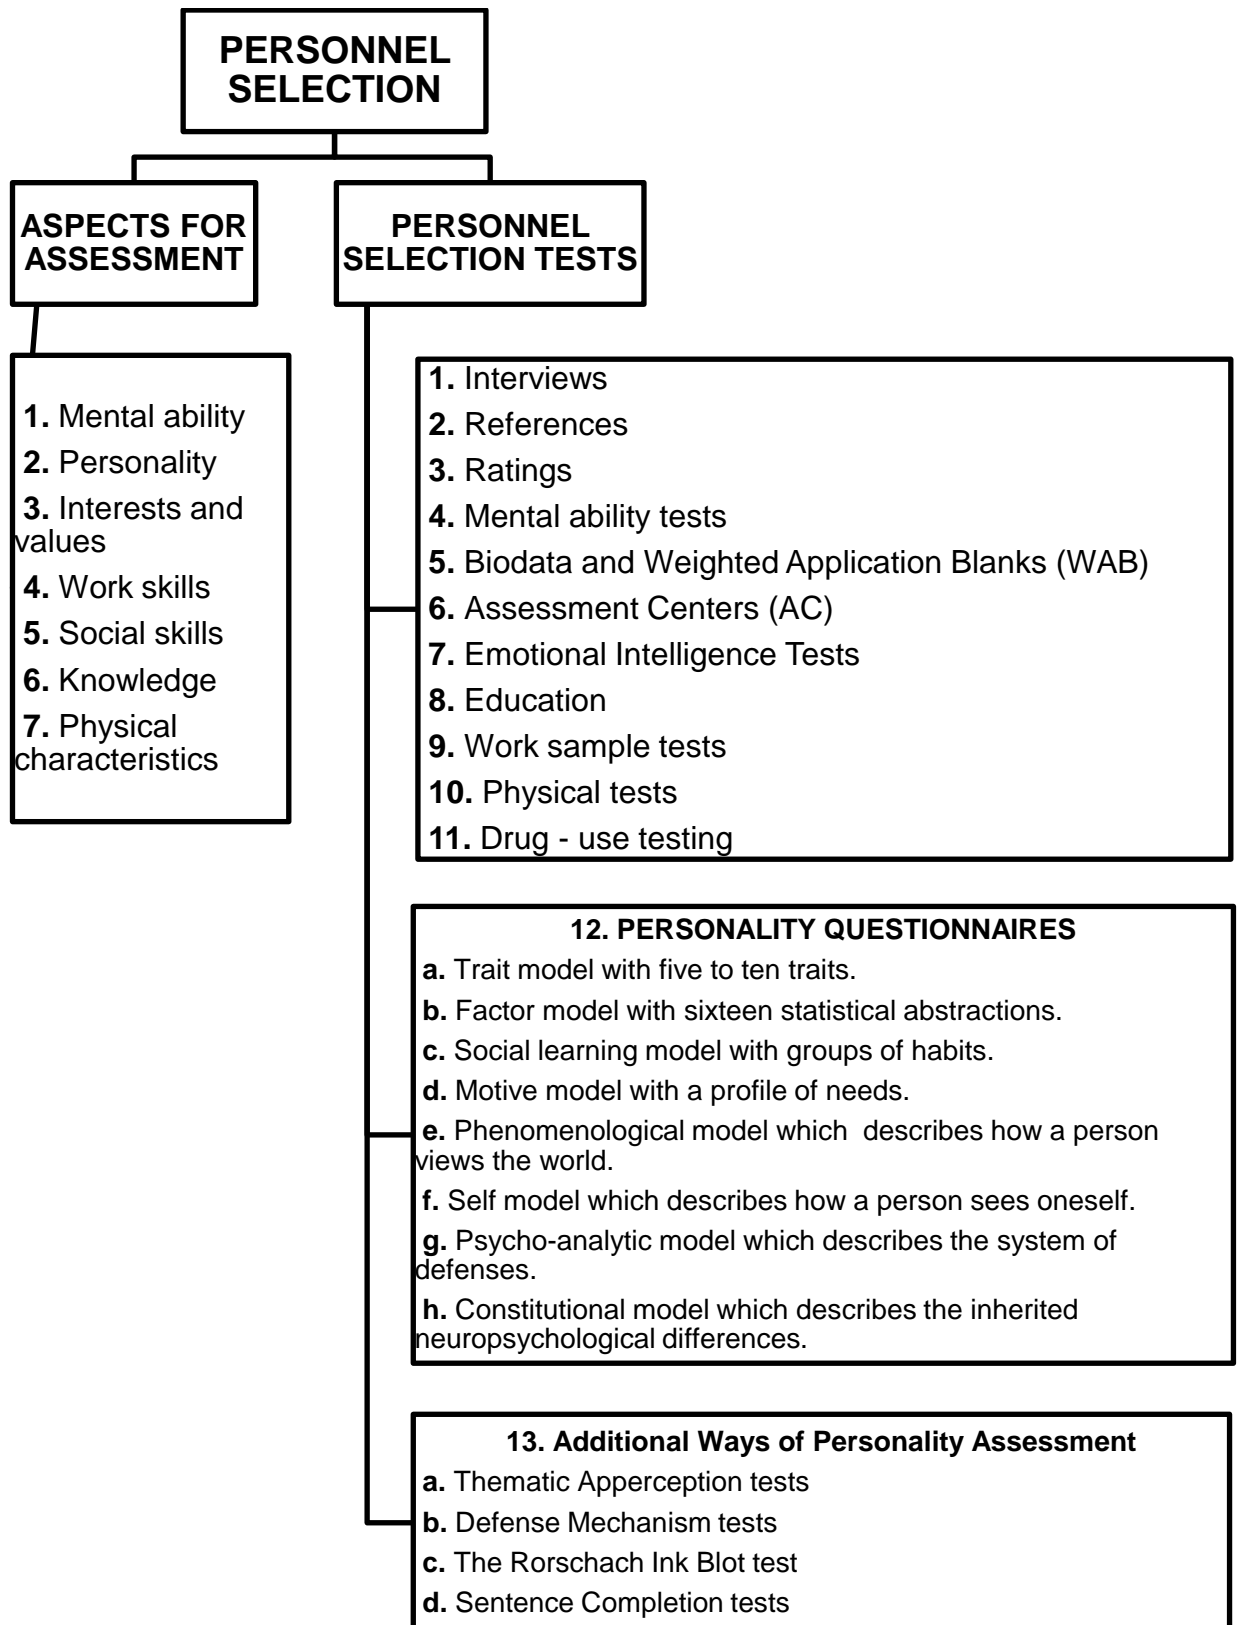 PERSONNEL
SELECTION
ASPECTS FOR
ASSESSMENT
PERSONNEL
SELECTION TESTS
1. Mental ability
2. Personality
3. Interests and
values
4. Work skills
5. Social skills
6. Knowledge
7. Physical
characteristics
1. Interviews
2. References
3. Ratings
4. Mental ability tests
5. Biodata and Weighted Application Blanks (WAB)
6. Assessment Centers (AC)
7. Emotional Intelligence Tests
8. Education
9. Work sample tests
10. Physical tests
11. Drug - use testing
12. PERSONALITY QUESTIONNAIRES
a. Trait model with five to ten traits.
b. Factor model with sixteen statistical abstractions.
c. Social learning model with groups of habits.
d. Motive model with a profile of needs.
e. Phenomenological model which describes how a person
views the world.
f. Self model which describes how a person sees oneself.
g. Psycho-analytic model which describes the system of
defenses.
h. Constitutional model which describes the inherited
neuropsychological differences.
13. Additional Ways of Personality Assessment
a. Thematic Apperception tests
b. Defense Mechanism tests
c. The Rorschach Ink Blot test
d. Sentence Completion tests